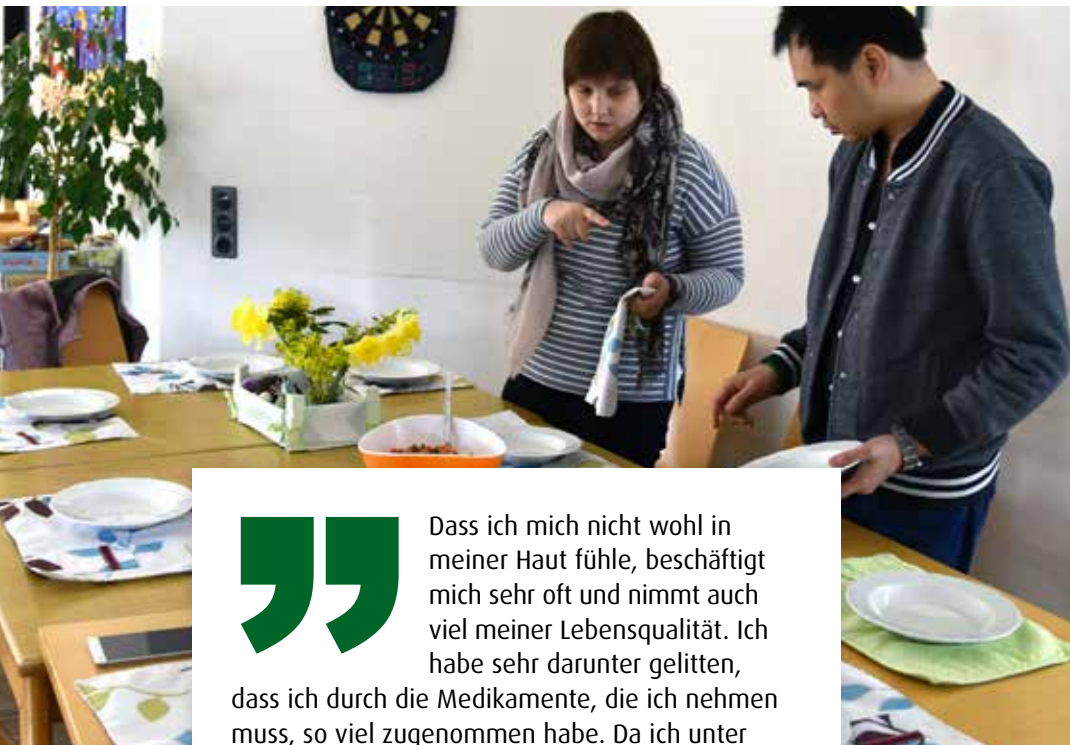 Dass ich mich nicht wohl in
meiner Haut fühle, beschäftigt
mich sehr oft und nimmt auch
viel meiner Lebensqualität. Ich
habe sehr darunter gelitten,
dass ich durch die Medikamente, die ich nehmen
muss, so viel zugenommen habe. Da ich unter